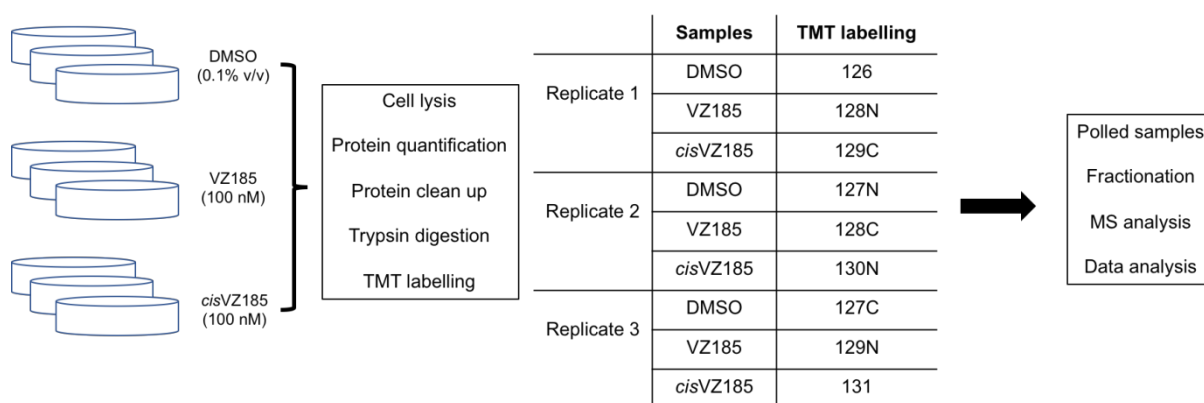 DMSO
(0.1% v/v)
VZ185
(100 nM)
cisVZ185
(100 nM)
Cell lysis
Protein quantification
Protein clean up
Trypsin digestion
TMT labelling
Samples TMT labelling
Replicate 1
DMSO 126
VZ185 128N
cisVZ185 129C
Replicate 2
DMSO 127N
VZ185 128C
cisVZ185 130N
Replicate 3
DMSO 127C
VZ185 129N
cisVZ185 131
Polled samples
Fractionation
MS analysis
Data analysis